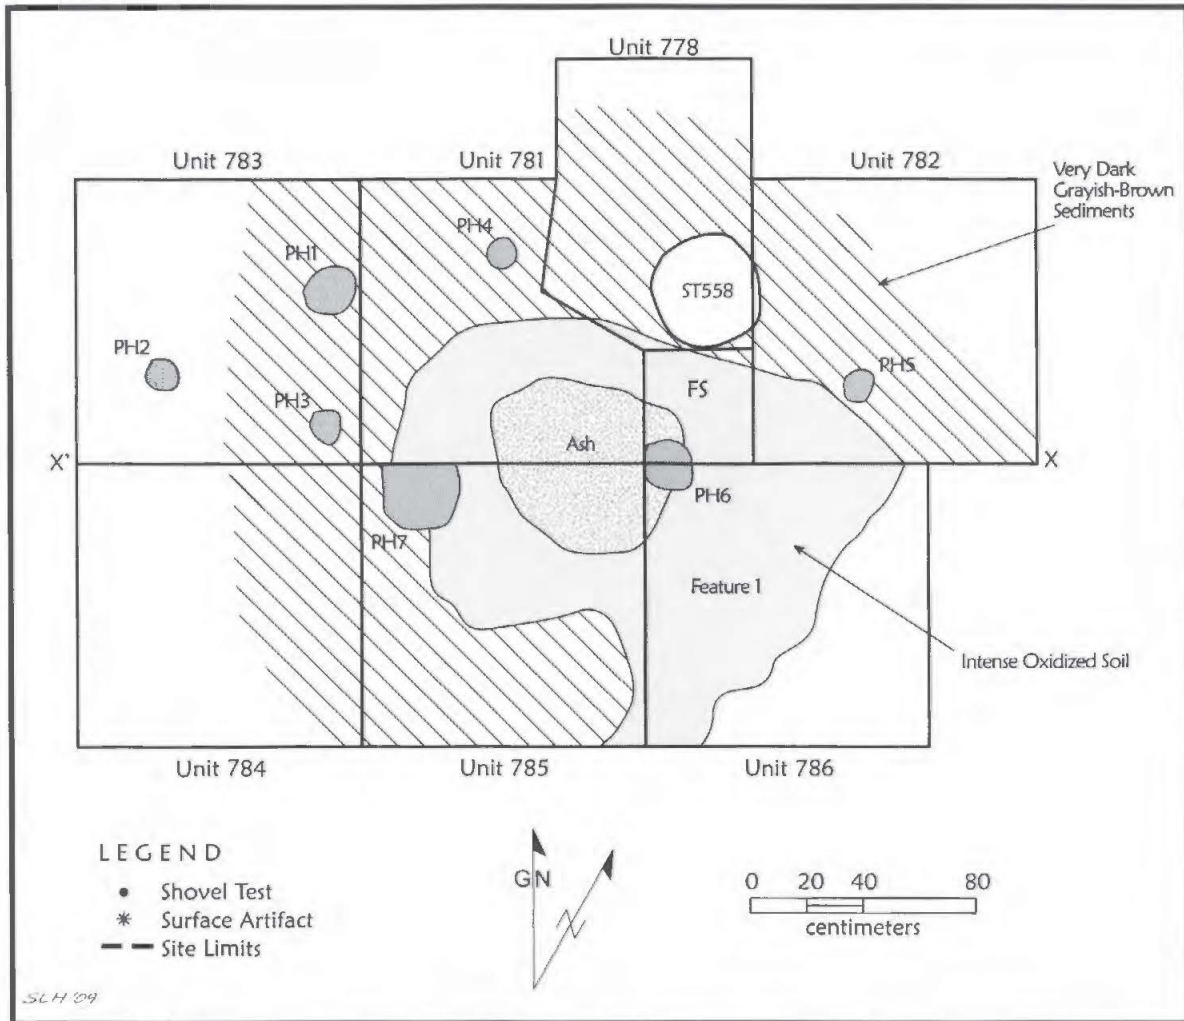 Unit 778
Unit 783
Unit 781
Unit 782
Very Dark
Grayish-Brown
Sediments
PH4
PH1
ST558
PH2
PH5
FS
PH3
Ash
X'
X
PH6
PH7
Feature 1
Intense Oxidized Soil
Unit 784
Unit 785
Unit 786
LEGEND
Shovel Test
Surface Artifact
Site Limits
GN
0 20 40 80
centimeters
SLH '09